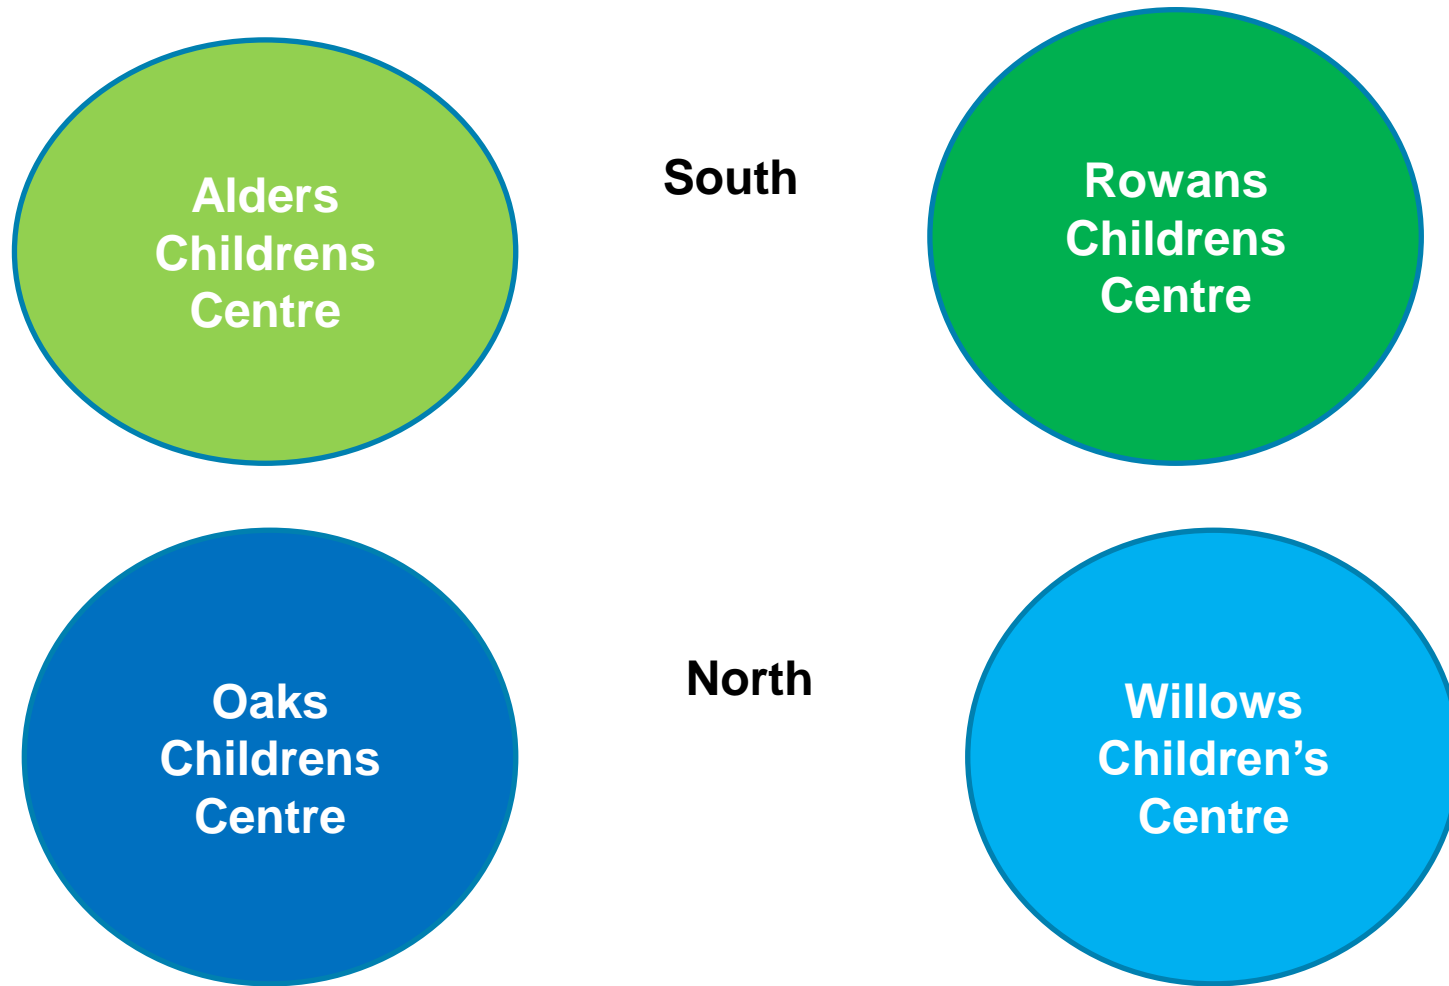 Alders
Childrens
Centre
South
Rowans
Childrens
Centre
Oaks
Childrens
Centre
North
Willows
Children’s
Centre